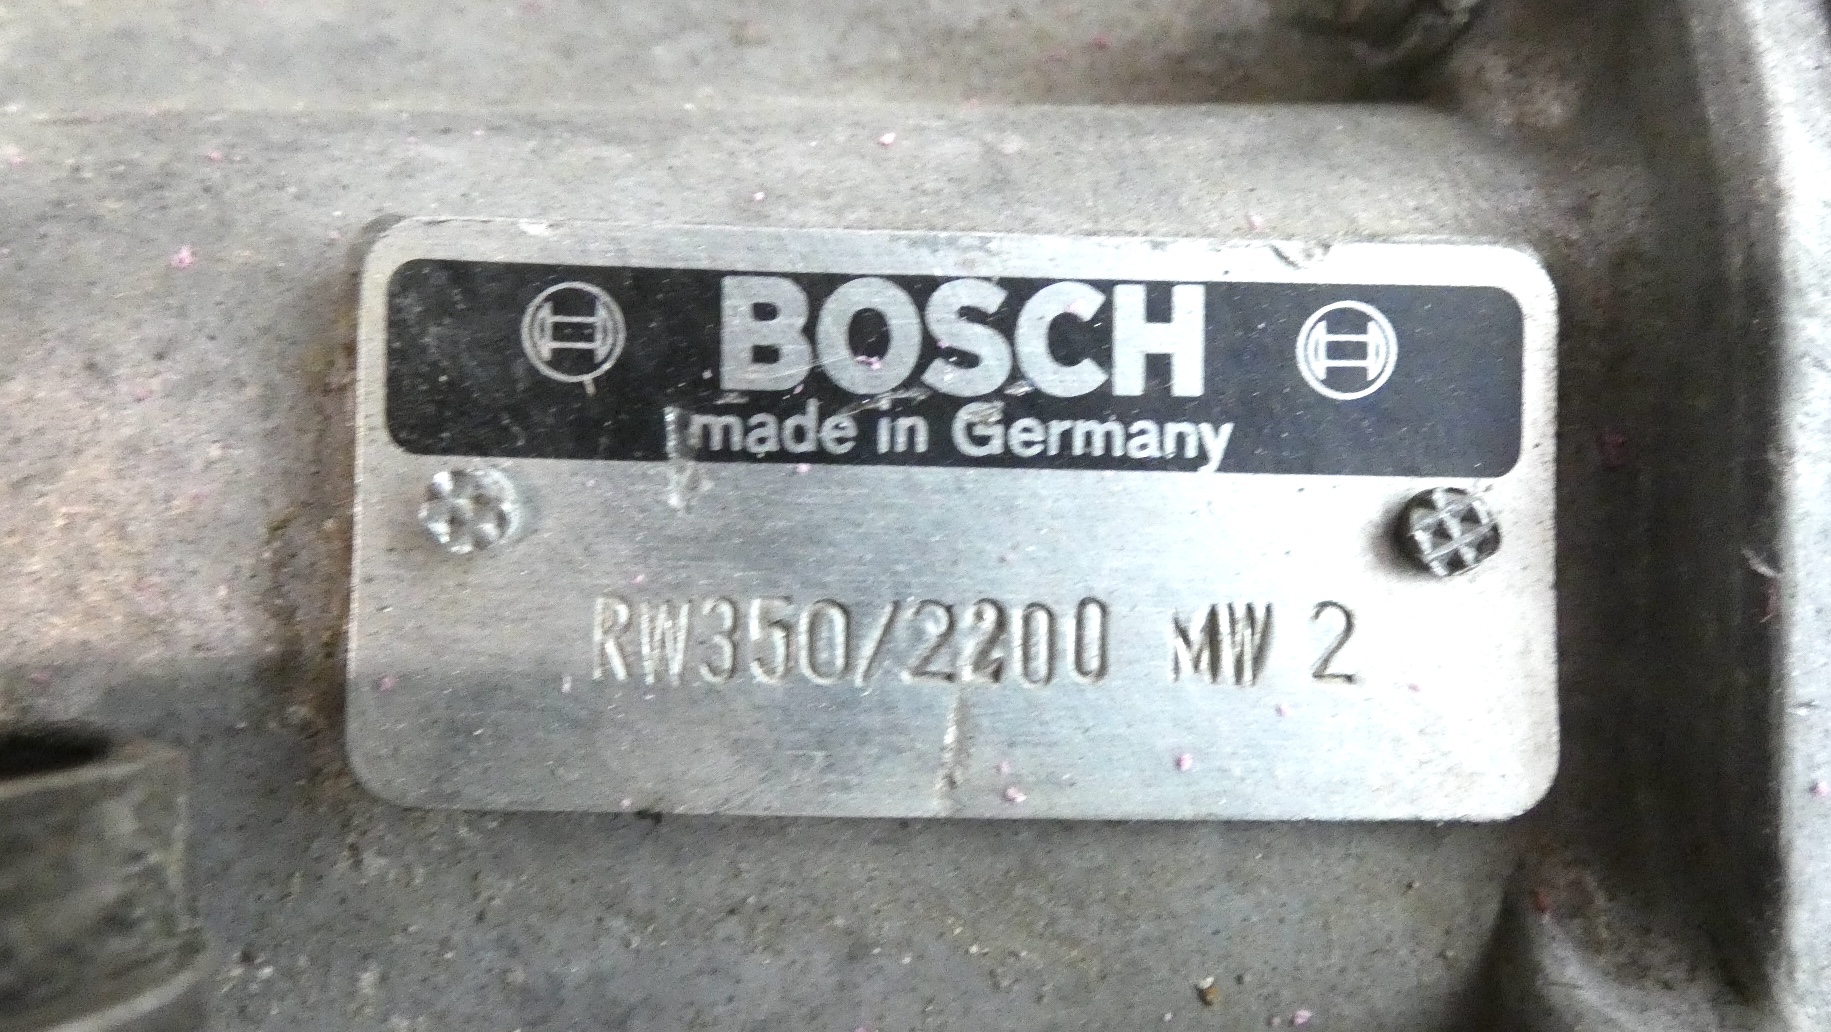 BOSCH
made in Germany
RW350/2200 MW 2